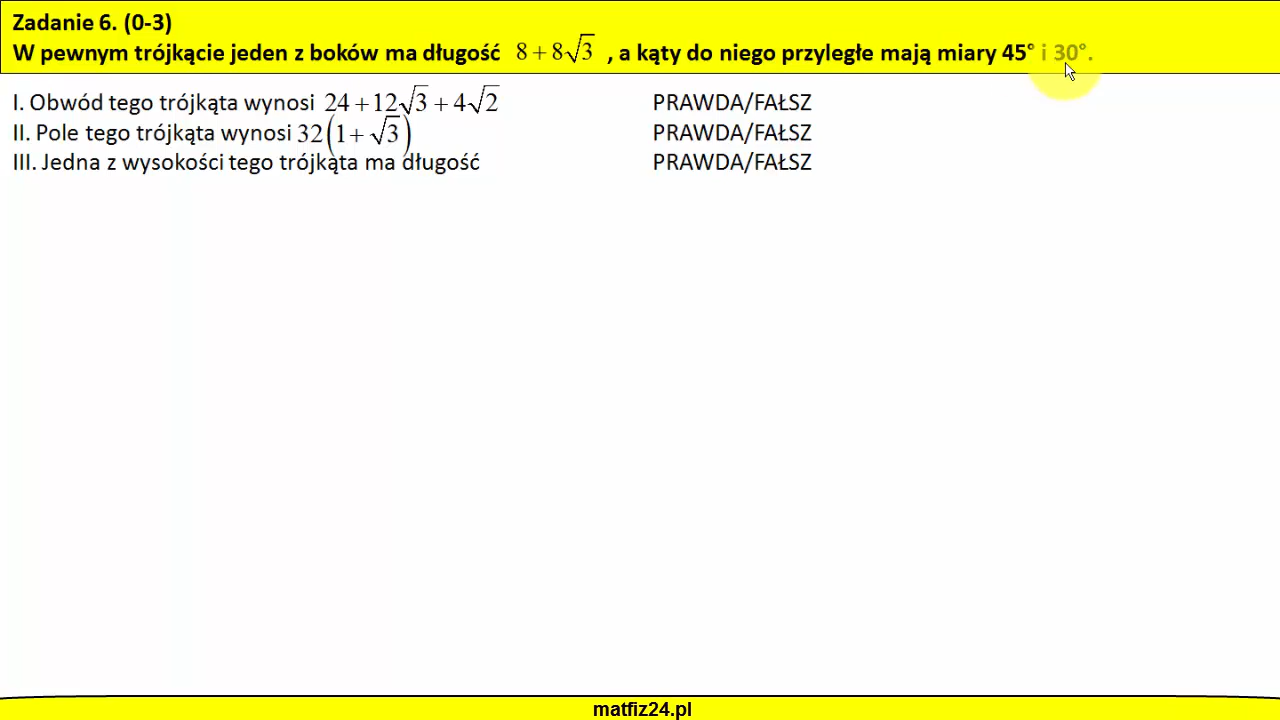 Zadanie 6. (0-3)
W pewnym trójkącie jeden z boków ma długość 8 + 8√3 , a kąty do niego przyległe mają miary 45° i 30°.
I. Obwód tego trójkąta wynosi 24 + 12√3 + 4√2 PRAWDA/FAŁSZ
II. Pole tego trójkąta wynosi 32(1 + √3) PRAWDA/FAŁSZ
III. Jedna z wysokości tego trójkąta ma długość PRAWDA/FAŁSZ
matfiz24.pl